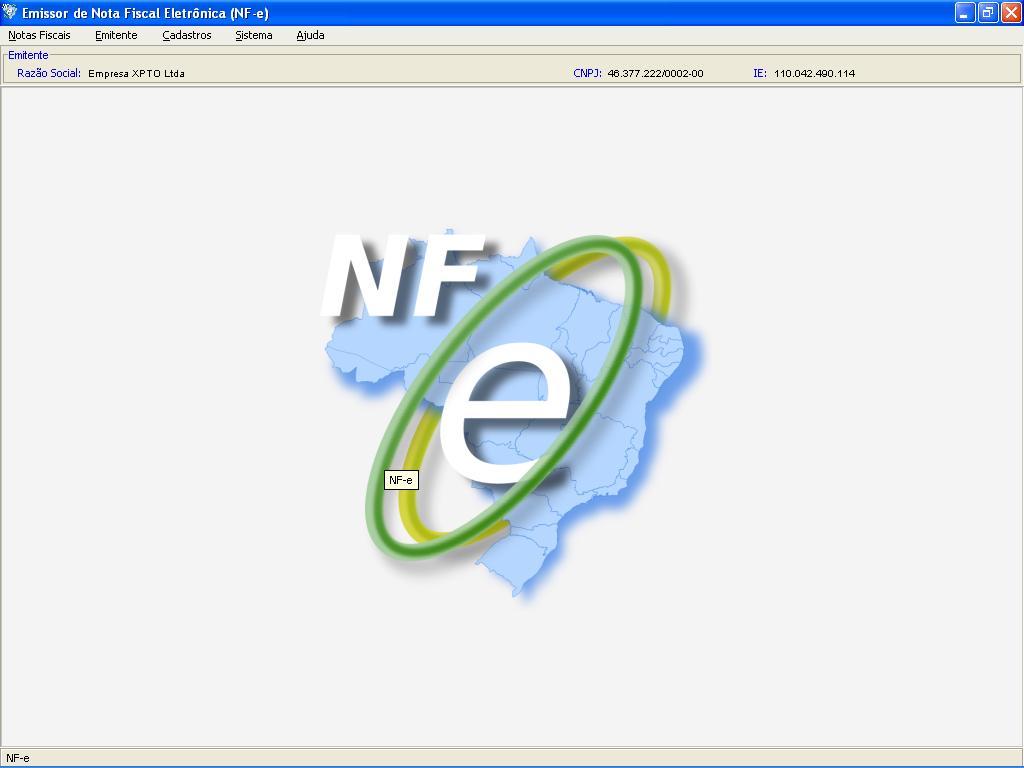 Emissor de Nota Fiscal Eletrônica (NF-e)
Notas Fiscais Emitente Cadastros Sistema Ajuda
Emitente
Razão Social: Empresa XPTO Ltda CNPJ: 46.377.222/0002-00 IE: 110.042.490.114
NF
e
NF-e
NF-e